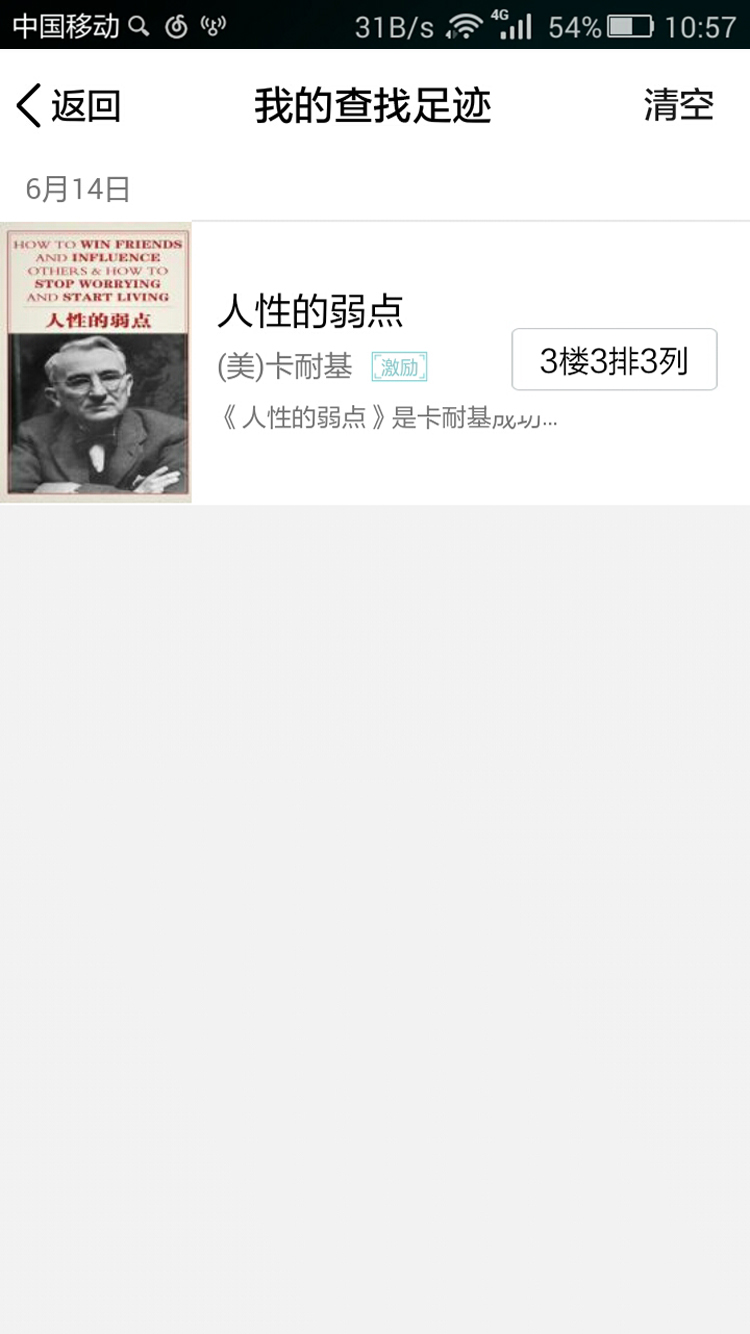 中国移动 31B/s 4G 54% 10:57
返回 我的查找足迹 清空
6月14日
HOW TO WIN FRIENDS
AND INFLUENCE
OTHERS & HOW TO
STOP WORRYING
AND START LIVING
人性的弱点
人性的弱点
(美)卡耐基 激励
3楼3排3列
《人性的弱点》是卡耐基成功...